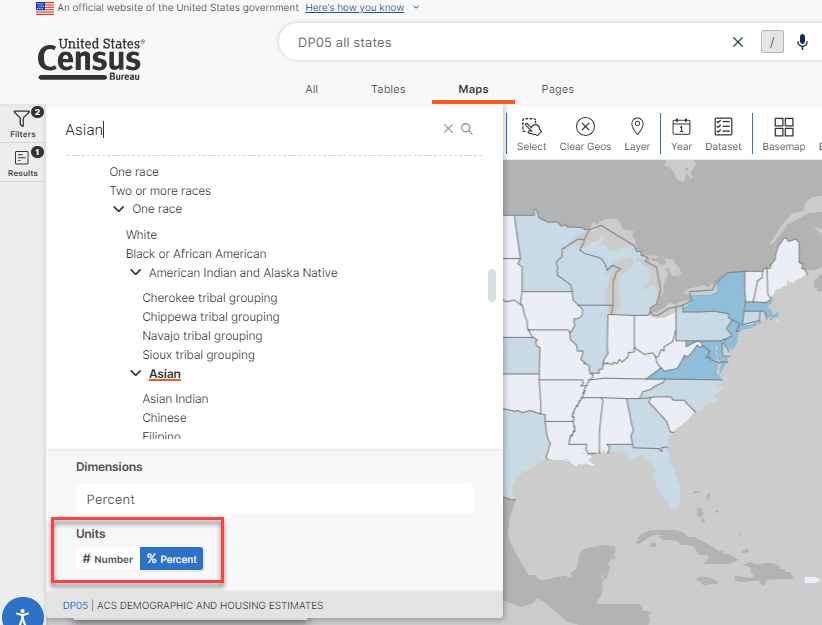 An official website of the United States government Here's how you know
United States®
Census
Bureau
DP05 all states
/
All Tables Maps Pages
2
Filters
1
Results
Asian
Select Clear Geos Layer 1 Year Dataset Basemap
One race
Two or more races
One race
White
Black or African American
American Indian and Alaska Native
Cherokee tribal grouping
Chippewa tribal grouping
Navajo tribal grouping
Sioux tribal grouping
Asian
Asian Indian
Chinese
Filipino
Dimensions
Percent
Units
# Number % Percent
DP05 | ACS DEMOGRAPHIC AND HOUSING ESTIMATES